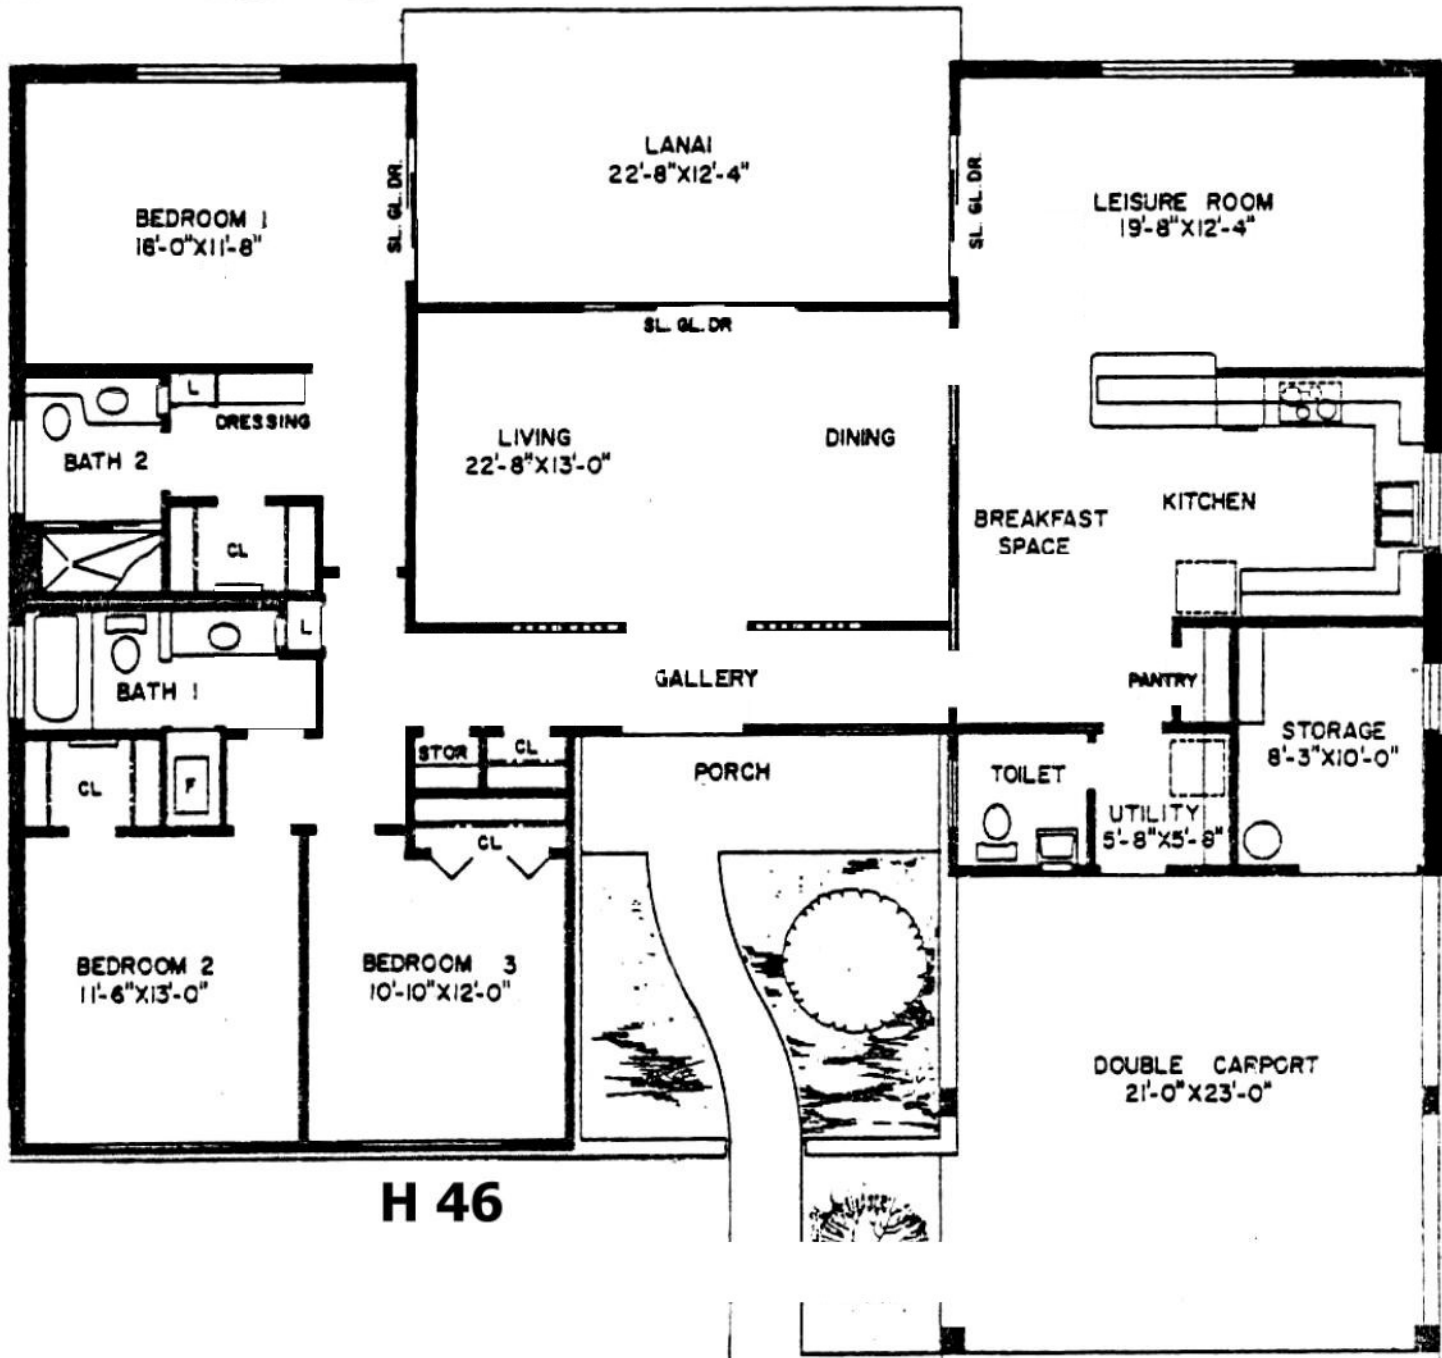 LANAI
22'-8"X12'-4"
BEDROOM 1
16'-0"X11'-8"
SL. GL. DR.
SL. GL. DR.
LEISURE ROOM
19'-8"X12'-4"
SL. GL. DR
L
DRESSING
BATH 2
LIVING
22'-8"X13'-0"
DINING
KITCHEN
BREAKFAST
SPACE
CL
L
BATH 1
GALLERY
PANTRY
STOR
CL
PORCH
TOILET
STORAGE
8'-3"X10'-0"
CL
F
UTILITY
5'-8"X5'-8"
CL
BEDROOM 2
11'-6"X13'-0"
BEDROOM 3
10'-10"X12'-0"
DOUBLE CARPORT
21'-0"X23'-0"
H 46